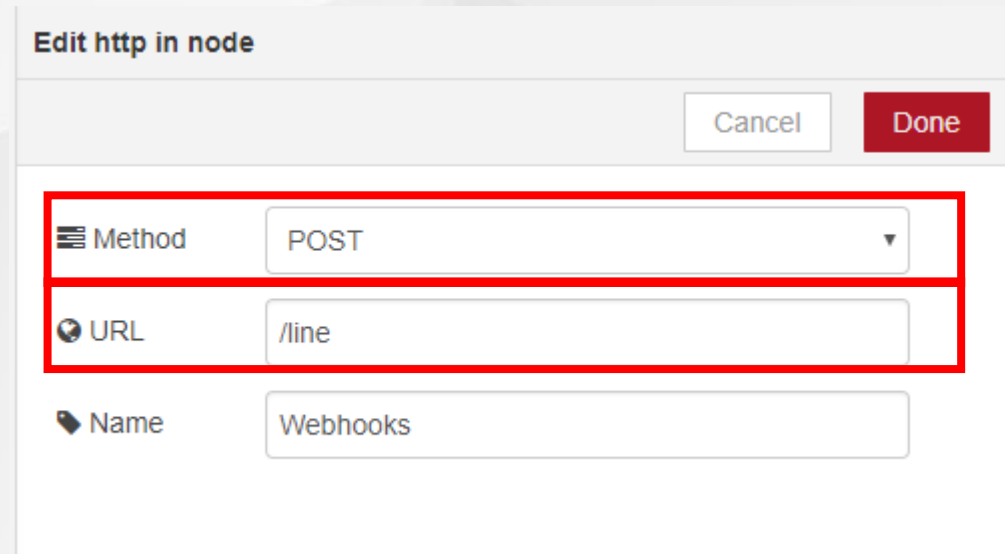 Edit http in node
Cancel Done
Method POST
URL /line
Name Webhooks